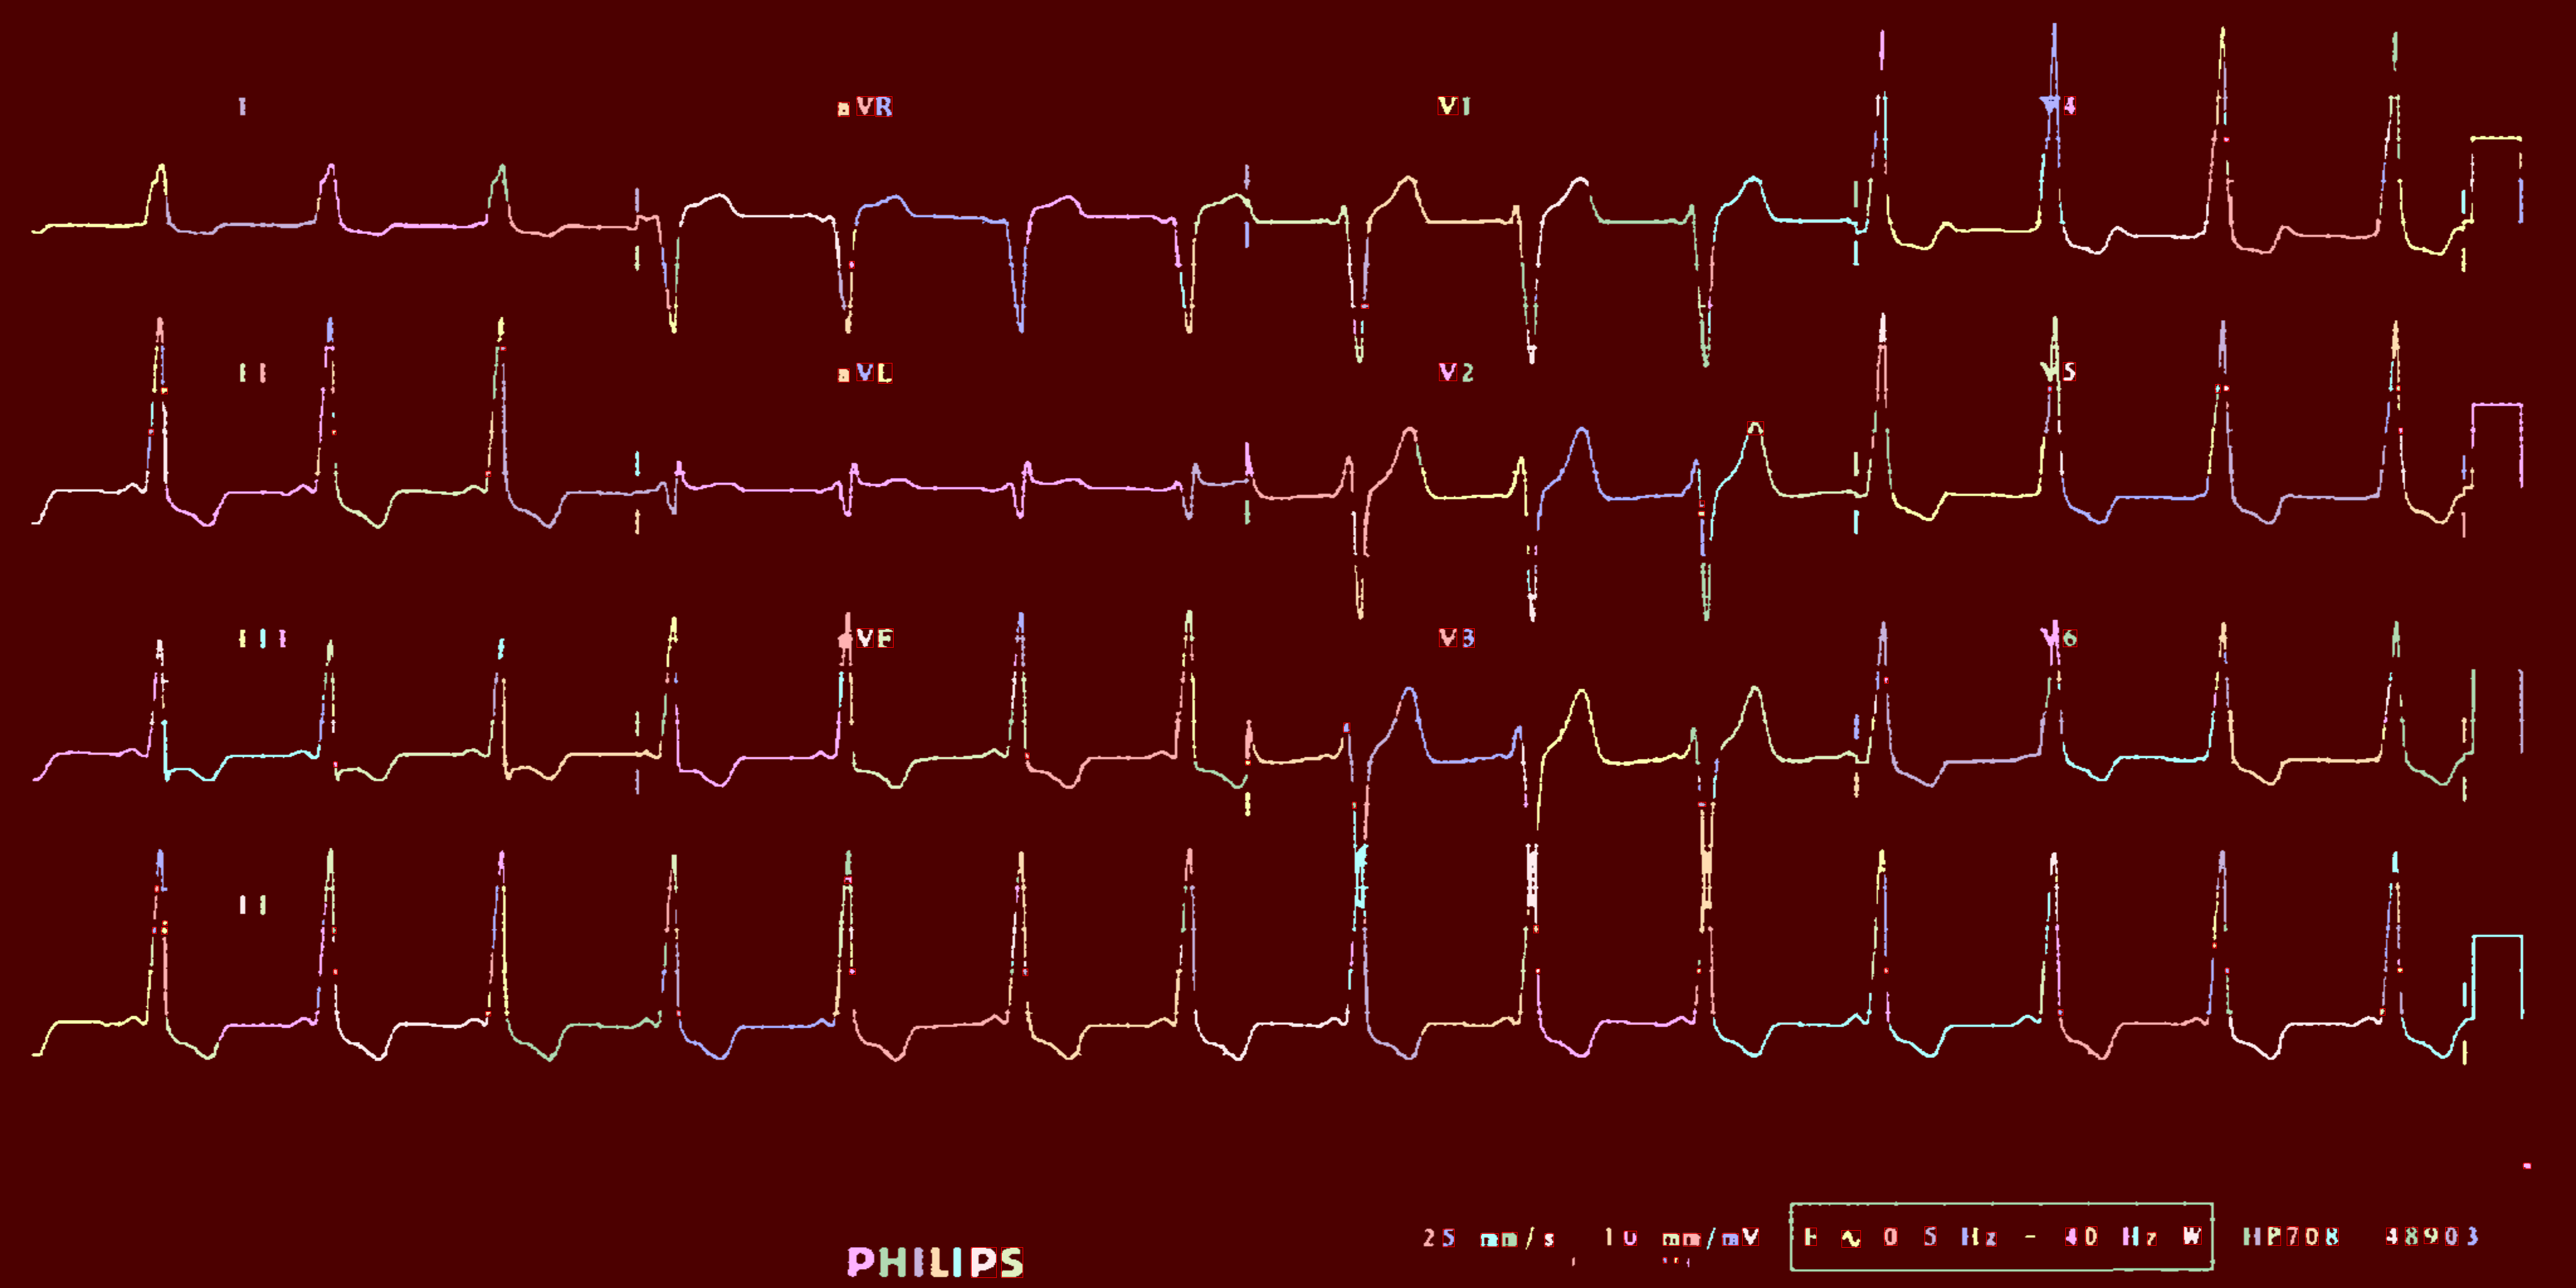 I aVR V1 V4
II aVL V2 V5
III aVF V3 V6
II
25 mm/s 10 mm/mV F ∿ 0 5 Hz - 40 Hz W HP708 48903
PHILIPS